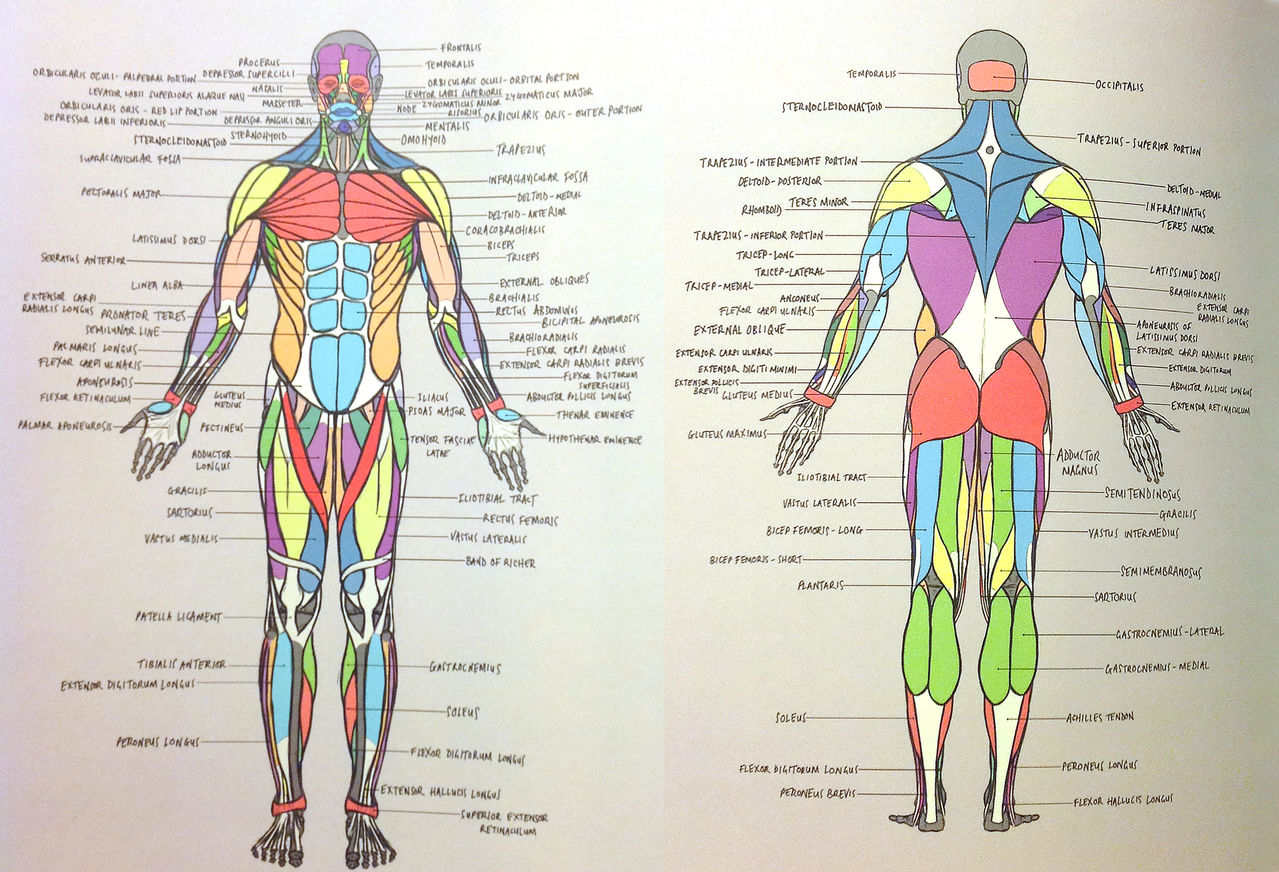 FRONTALIS
PROCERUS
TEMPORALIS
ORBICULARIS OCULI - PALPEBRAL PORTION
DEPRESSOR SUPERCILLI
ORBICULARIS OCULI - ORBITAL PORTION
NASALIS
LEVATOR LABII SUPERIORIS ALAQUE NASI
LEVATOR LABII SUPERIORIS
ZYGOMATICUS MAJOR
MASSETER
NODE
ZYGOMATICUS MINOR
ORBICULARIS ORIS - RED LIP PORTION
RISORIUS
ORBICULARIS ORIS - OUTER PORTION
DEPRESSOR LABII INFERIORIS
DEPRESSOR ANGULI ORIS
MENTALIS
STERNOCLEIDOMASTOID
STERNOHYOID
OMOHYOID
SUPRACLAVICULAR FOSSA
TRAPEZIUS
PECTORALIS MAJOR
INFRACLAVICULAR FOSSA
DELTOID - MEDIAL
DELTOID - ANTERIOR
CORACOBRACHIALIS
LATISSIMUS DORSI
BICEPS
SERRATUS ANTERIOR
TRICEPS
LINEA ALBA
EXTERNAL OBLIQUES
EXTENSOR CARPI
RADIALIS LONGUS
BRACHIALIS
PRONATOR TERES
RECTUS ABDOMINUS
BICIPITAL APONEUROSIS
SEMILUNAR LINE
BRACHIORADIALIS
PALMARIS LONGUS
FLEXOR CARPI RADIALIS
FLEXOR CARPI ULNARIS
EXTENSOR CARPI RADIALIS BREVIS
APONEUROSIS
FLEXOR DIGITORUM
SUPERFICIALIS
FLEXOR RETINACULUM
GLUTEUS
MEDIUS
ILIACUS
PSOAS MAJOR
ABDUCTOR POLLICIS LONGUS
THENAR EMINENCE
PALMAR APONEUROSIS
PECTINEUS
TENSOR FASCIAE
LATAE
HYPOTHENAR EMINENCE
ADDUCTOR
LONGUS
GRACILIS
ILIOTIBIAL TRACT
SARTORIUS
RECTUS FEMORIS
VASTUS MEDIALIS
VASTUS LATERALIS
BAND OF RICHER
PATELLA LIGAMENT
TIBIALIS ANTERIOR
GASTROCNEMIUS
EXTENSOR DIGITORUM LONGUS
SOLEUS
PERONEUS LONGUS
FLEXOR DIGITORUM LONGUS
EXTENSOR HALLUCIS LONGUS
SUPERIOR EXTENSOR
RETINACULUM
TEMPORALIS
OCCIPITALIS
STERNOCLEIDOMASTOID
TRAPEZIUS - SUPERIOR PORTION
TRAPEZIUS - INTERMEDIATE PORTION
DELTOID - POSTERIOR
DELTOID - MEDIAL
RHOMBOID
TERES MINOR
INFRASPINATUS
TERES MAJOR
TRAPEZIUS - INFERIOR PORTION
TRICEP - LONG
TRICEP - LATERAL
LATISSIMUS DORSI
TRICEP - MEDIAL
BRACHIORADIALIS
ANCONEUS
EXTENSOR CARPI
RADIALIS LONGUS
FLEXOR CARPI ULNARIS
EXTERNAL OBLIQUE
APONEUROSIS OF
LATISSIMUS DORSI
EXTENSOR CARPI ULNARIS
EXTENSOR CARPI RADIALIS BREVIS
EXTENSOR DIGITI MINIMI
EXTENSOR DIGITORUM
EXTENSOR POLLICIS
BREVIS
GLUTEUS MEDIUS
ABDUCTOR POLLICIS LONGUS
EXTENSOR RETINACULUM
GLUTEUS MAXIMUS
ADDUCTOR
MAGNUS
ILIOTIBIAL TRACT
SEMITENDINOSUS
VASTUS LATERALIS
GRACILIS
BICEP FEMORIS - LONG
VASTUS INTERMEDIUS
BICEP FEMORIS - SHORT
SEMIMEMBRANOSUS
PLANTARIS
SARTORIUS
GASTROCNEMIUS - LATERAL
GASTROCNEMIUS - MEDIAL
SOLEUS
ACHILLES TENDON
FLEXOR DIGITORUM LONGUS
PERONEUS LONGUS
PERONEUS BREVIS
FLEXOR HALLUCIS LONGUS